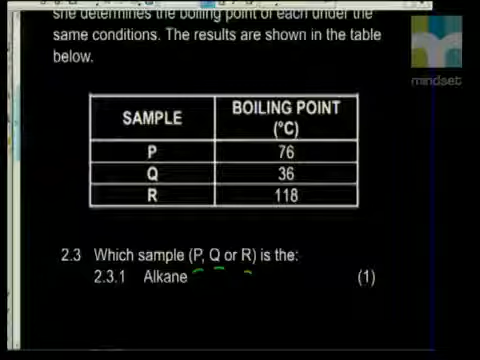 she determines the boiling point of each under the
same conditions. The results are shown in the table
below.
mindset
SAMPLE BOILING POINT (°C)
P 76
Q 36
R 118
2.3 Which sample (P, Q or R) is the:
2.3.1 Alkane (1)